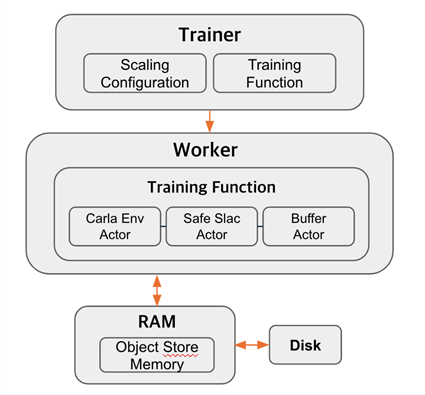 Trainer
Scaling
Configuration
Training
Function
Worker
Training Function
Carla Env
Actor
Safe Slac
Actor
Buffer
Actor
RAM
Object Store
Memory
Disk